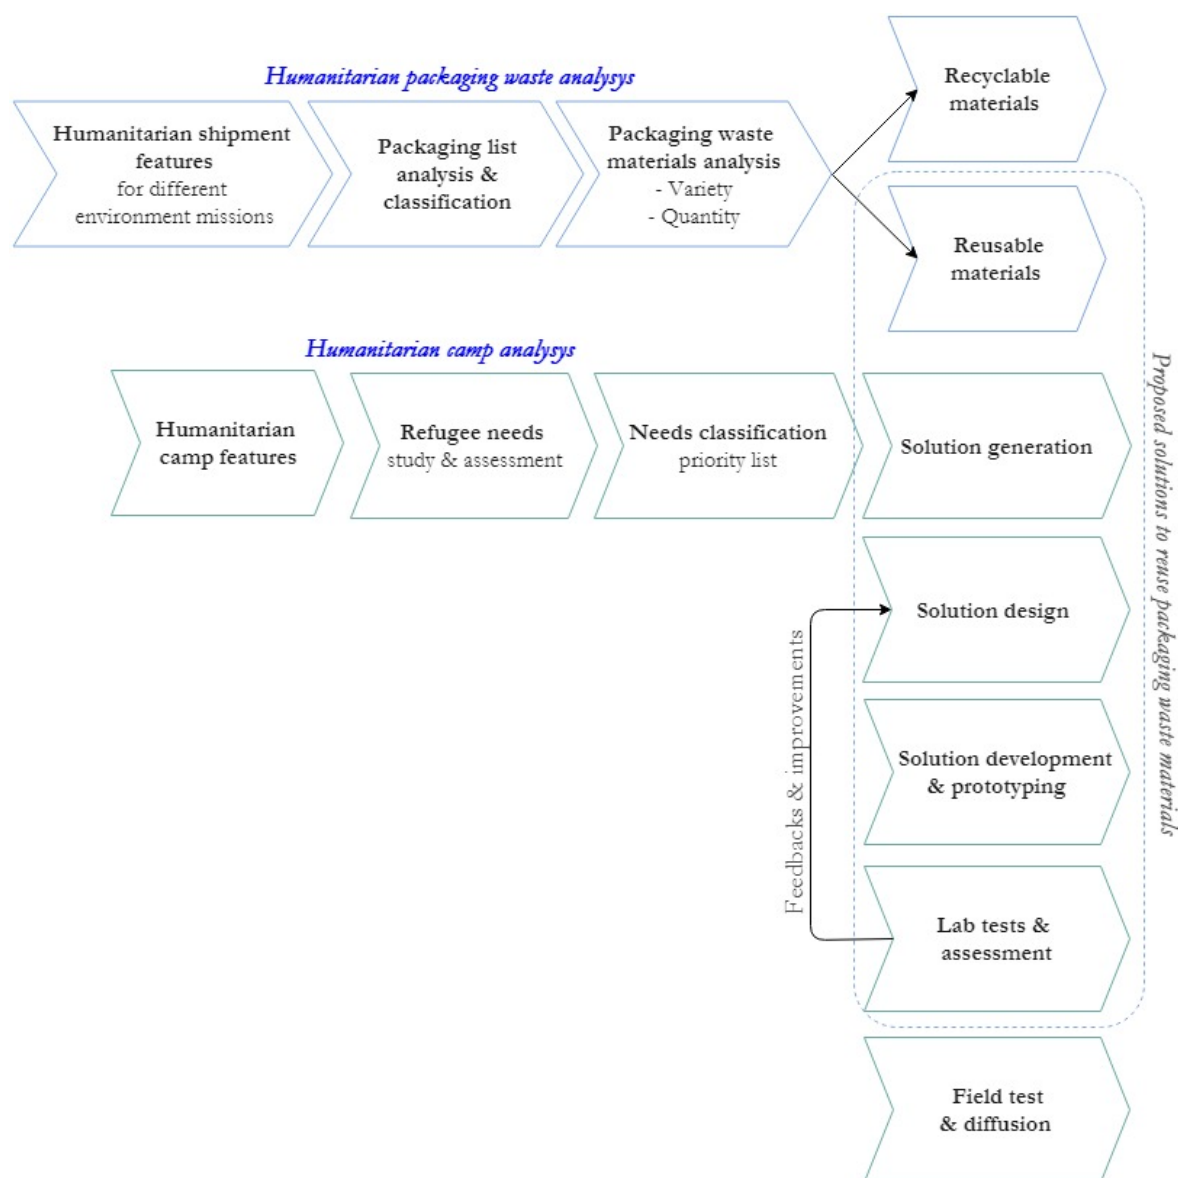 Humanitarian packaging waste analysys
Humanitarian shipment
features
for different
environment missions
Packaging list
analysis &
classification
Packaging waste
materials analysis
- Variety
- Quantity
Recyclable
materials
Reusable
materials
Humanitarian camp analysys
Humanitarian
camp features
Refugee needs
study & assessment
Needs classification
priority list
Solution generation
Solution design
Solution development
& prototyping
Lab tests &
assessment
Feedbacks & improvements
Proposed solutions to reuse packaging waste materials
Field test
& diffusion